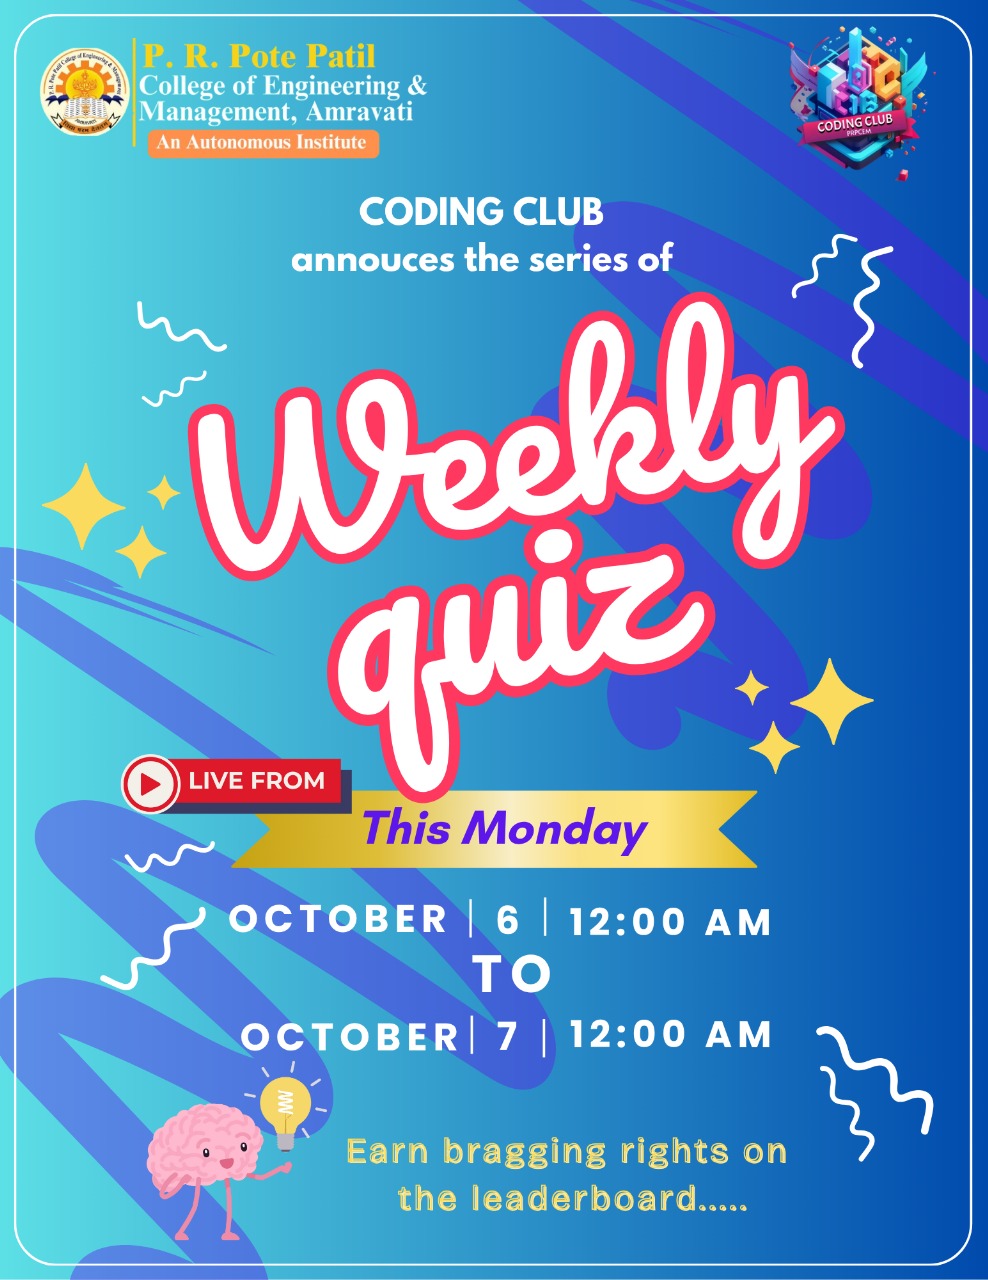 P. R. Pote Patil
College of Engineering &
Management, Amravati
An Autonomous Institute
CODING CLUB
PRPCEM
CODING CLUB
annouces the series of
Weekly
quiz
LIVE FROM
This Monday
OCTOBER | 6 | 12:00 AM
TO
OCTOBER | 7 | 12:00 AM
Earn bragging rights on
the leaderboard.....